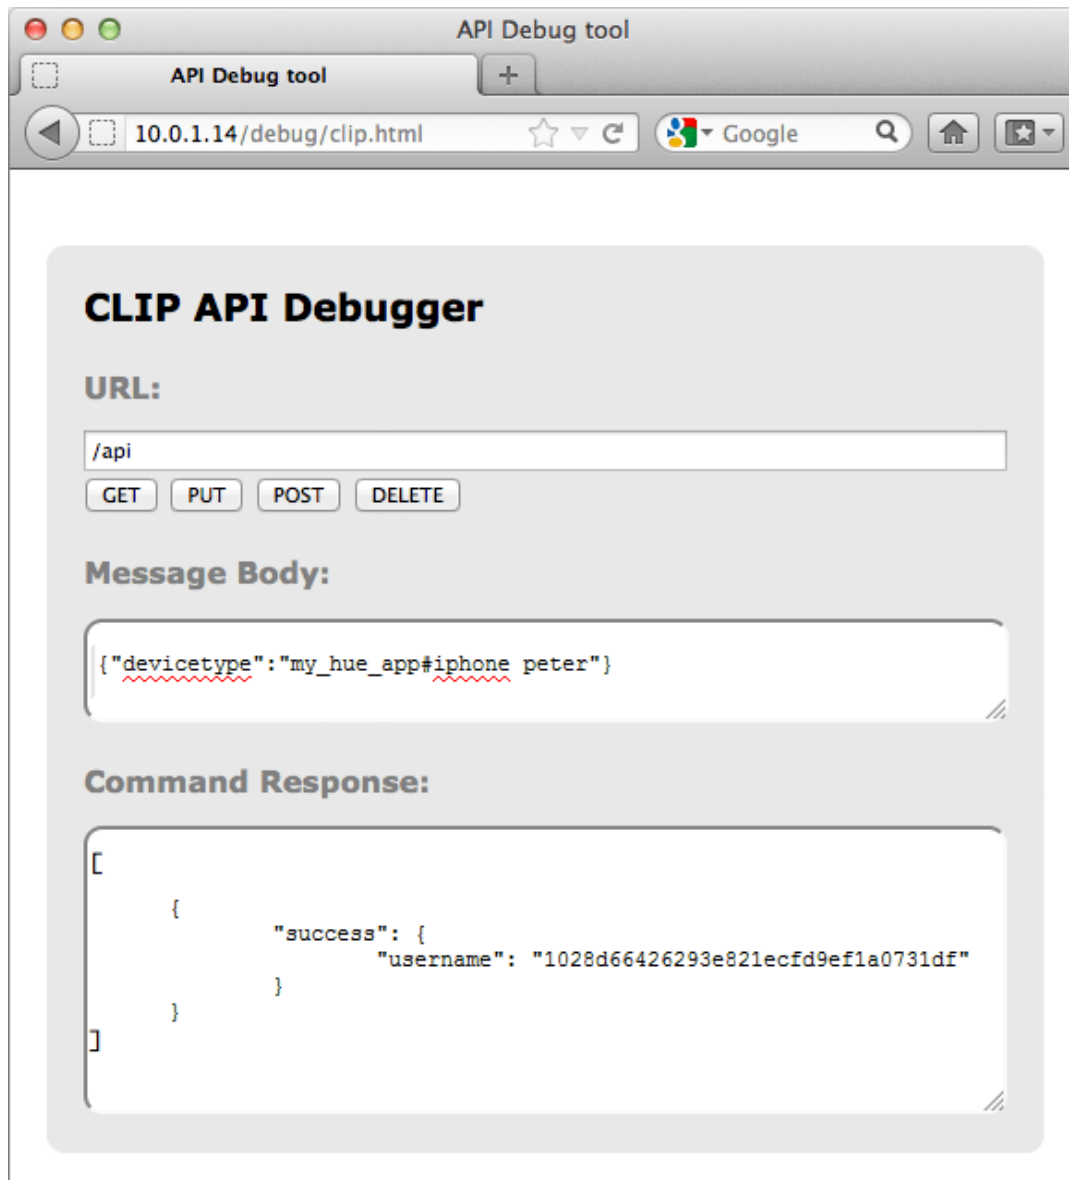 API Debug tool
API Debug tool
10.0.1.14/debug/clip.html Google
CLIP API Debugger
URL:
/api
GET PUT POST DELETE
Message Body:
{"devicetype":"my_hue_app#iphone peter"}
Command Response:
[
{
"success": {
"username": "1028d66426293e821ecfd9ef1a0731df"
}
}
]